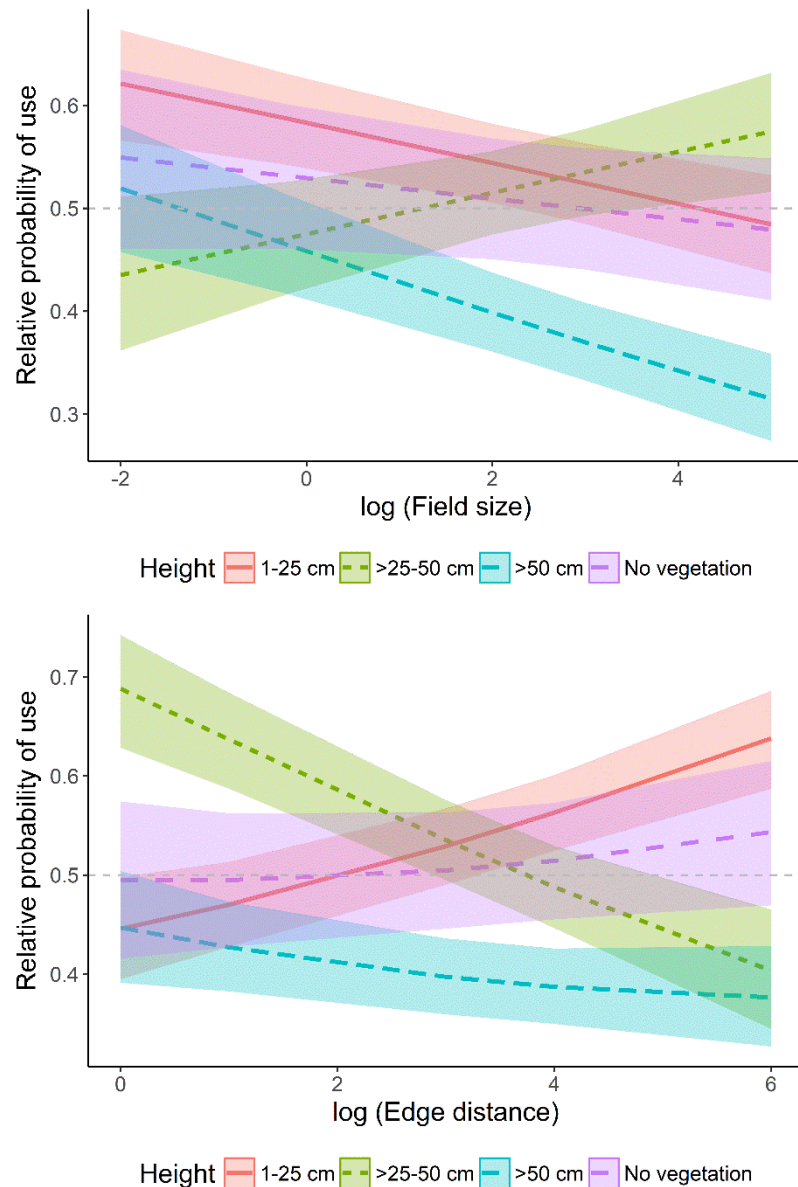 Relative probability of use
0.6
0.5
0.4
0.3
-2 0 2 4
log (Field size)
Height 1-25 cm >25-50 cm >50 cm No vegetation
Relative probability of use
0.7
0.6
0.5
0.4
0 2 4 6
log (Edge distance)
Height 1-25 cm >25-50 cm >50 cm No vegetation